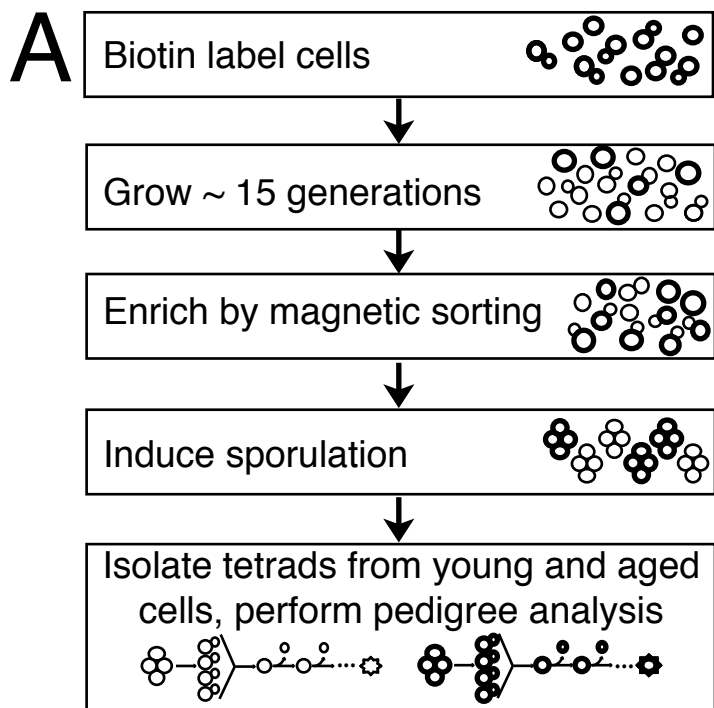 A
Biotin label cells
Grow ~ 15 generations
Enrich by magnetic sorting
Induce sporulation
Isolate tetrads from young and aged
cells, perform pedigree analysis